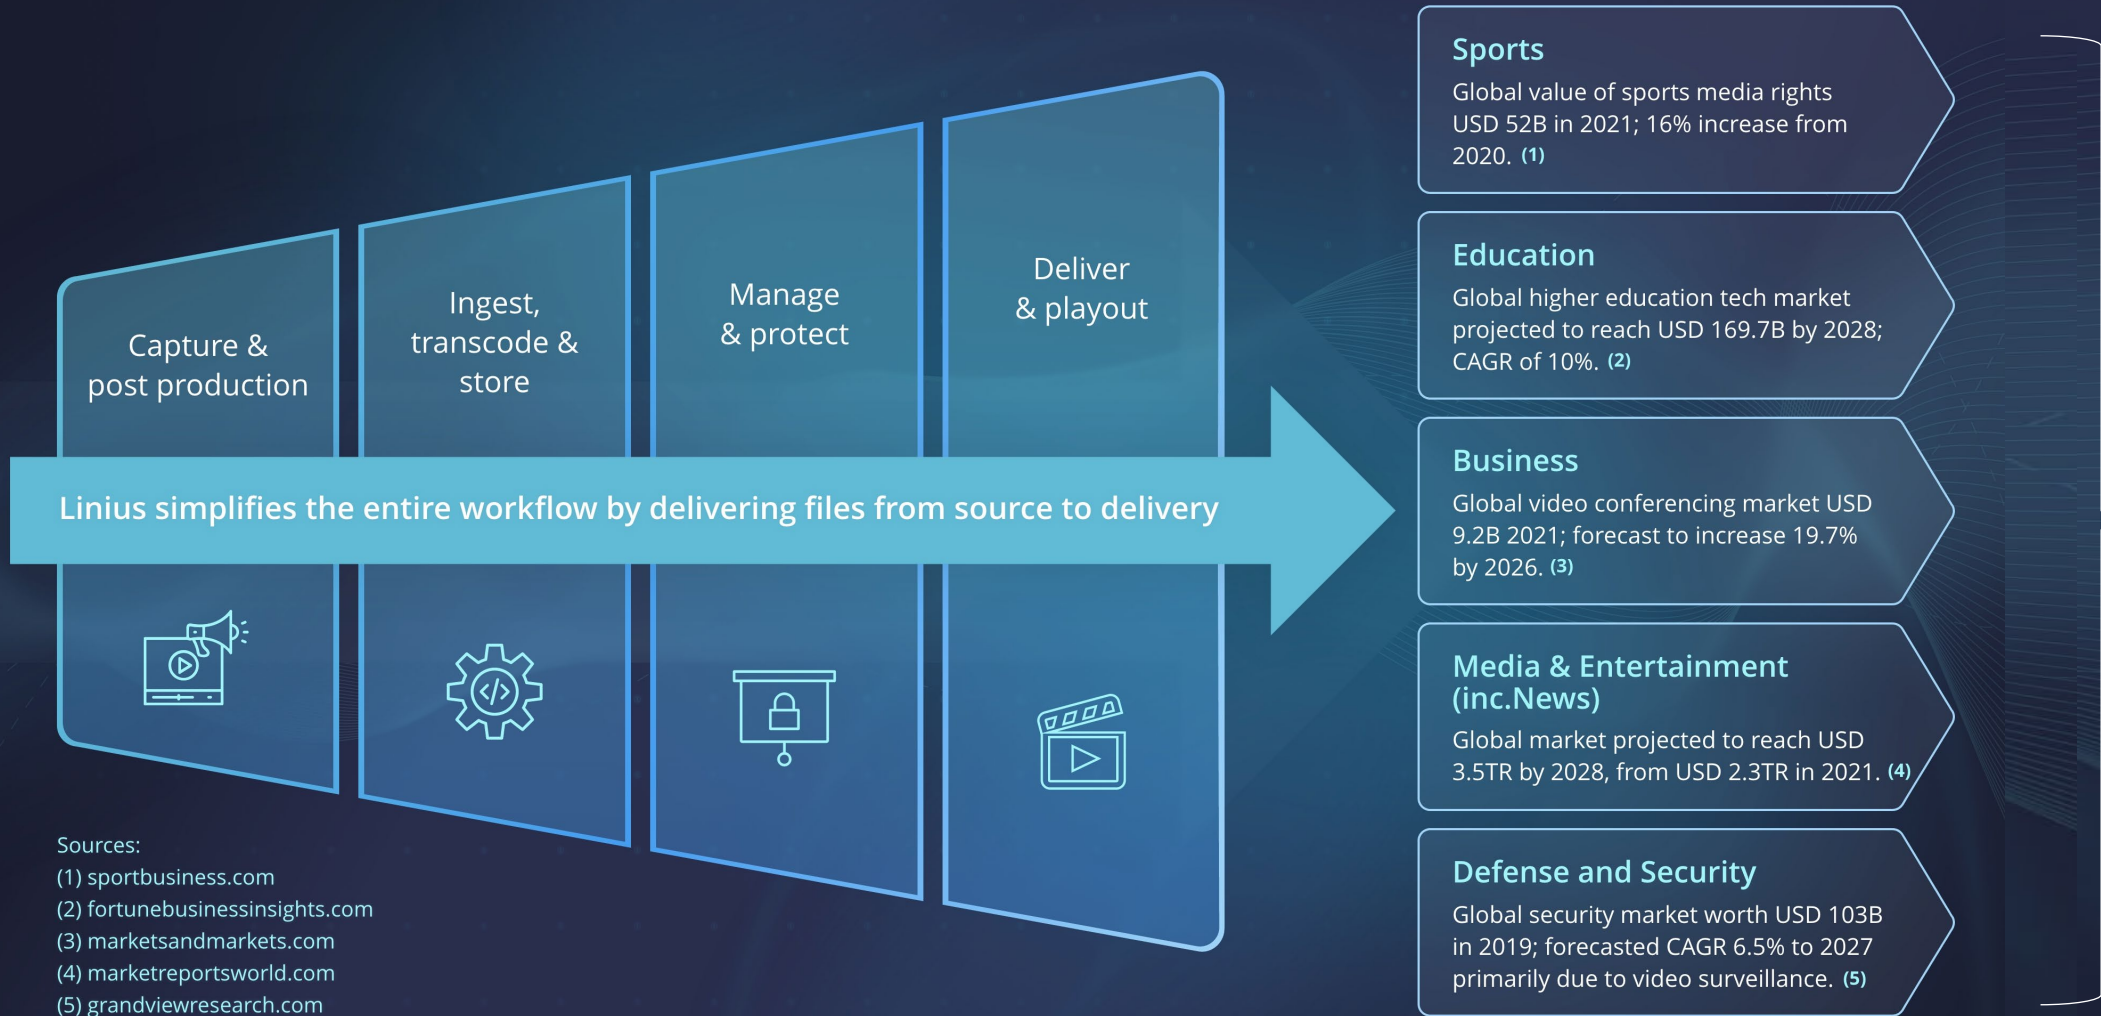 Capture &
post production
Ingest,
transcode &
store
Manage
& protect
Deliver
& playout
Linius simplifies the entire workflow by delivering files from source to delivery
</>
Sources:
(1) sportbusiness.com
(2) fortunebusinessinsights.com
(3) marketsandmarkets.com
(4) marketreportsworld.com
(5) grandviewresearch.com
Sports
Global value of sports media rights
USD 52B in 2021; 16% increase from
2020. (1)
Education
Global higher education tech market
projected to reach USD 169.7B by 2028;
CAGR of 10%. (2)
Business
Global video conferencing market USD
9.2B 2021; forecast to increase 19.7%
by 2026. (3)
Media & Entertainment
(inc.News)
Global market projected to reach USD
3.5TR by 2028, from USD 2.3TR in 2021. (4)
Defense and Security
Global security market worth USD 103B
in 2019; forecasted CAGR 6.5% to 2027
primarily due to video surveillance. (5)